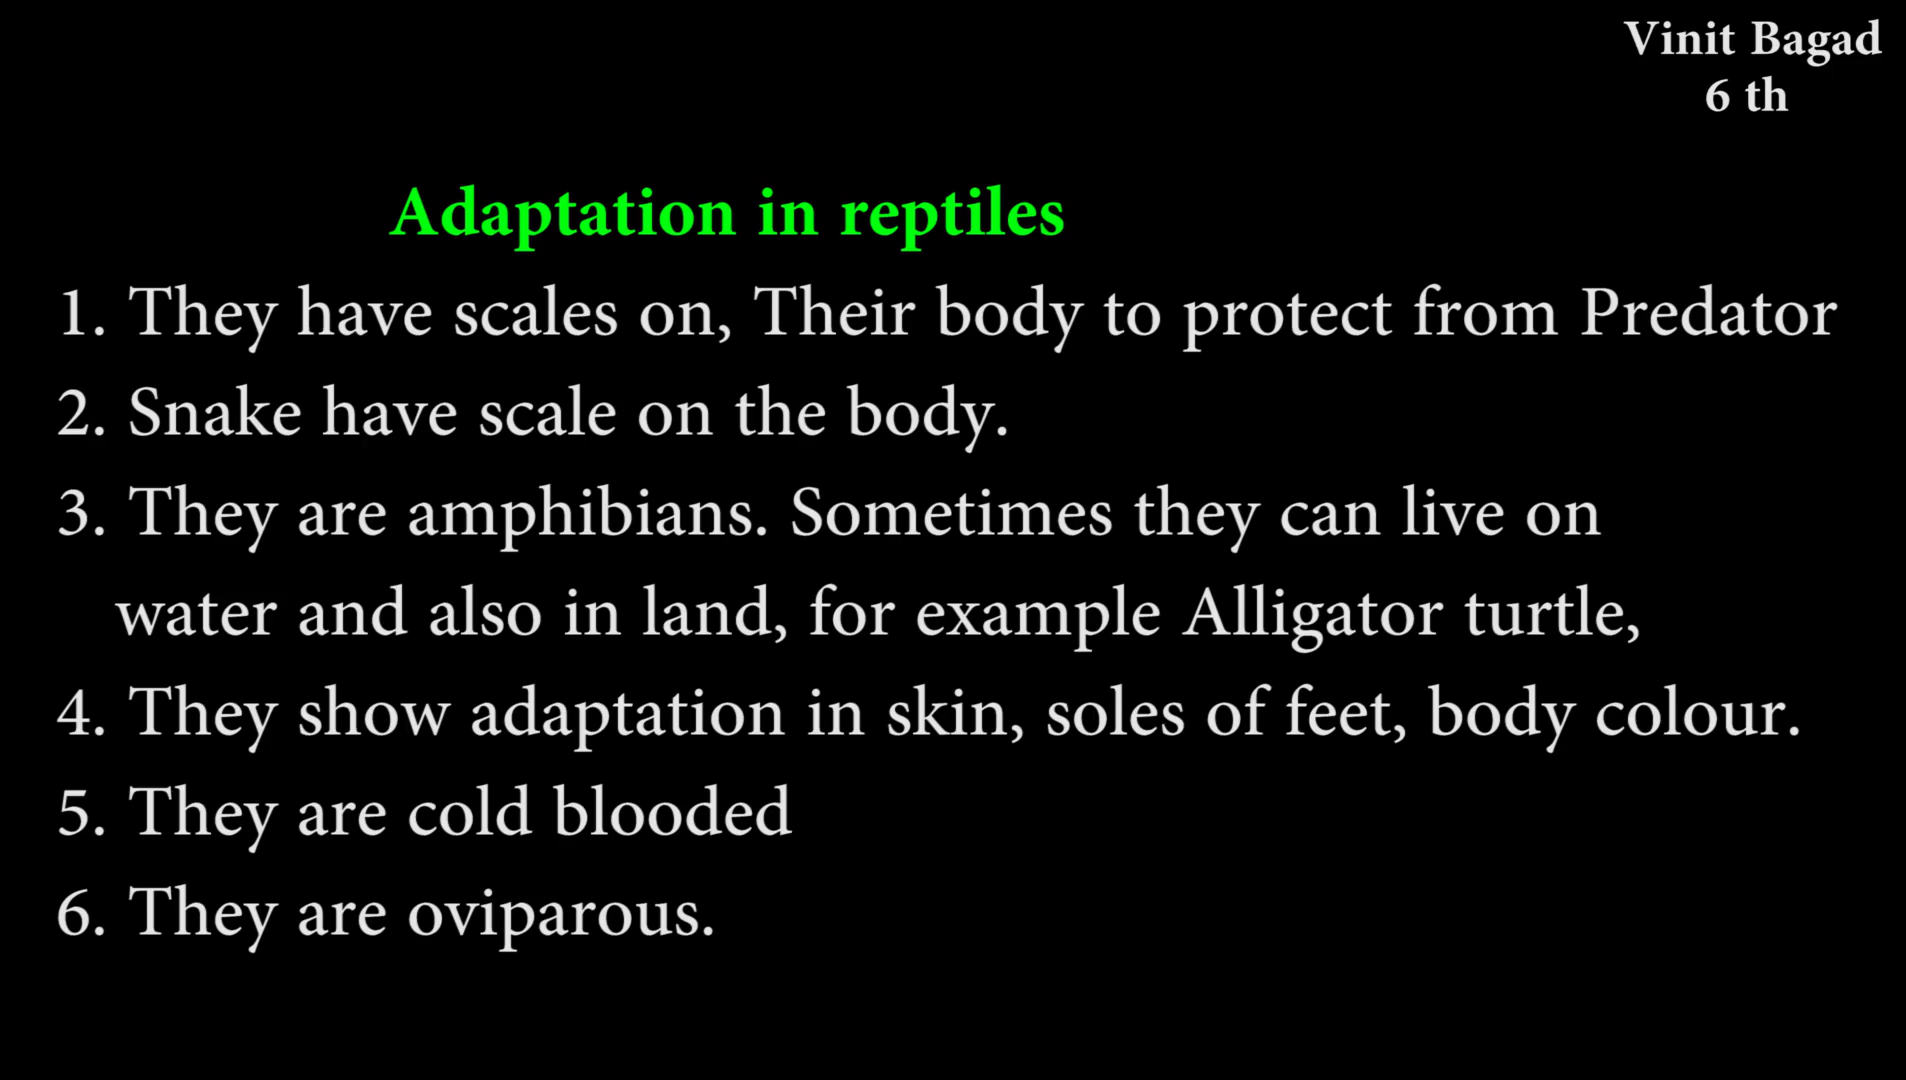 Vinit Bagad
6 th
Adaptation in reptiles
1. They have scales on, Their body to protect from Predator
2. Snake have scale on the body.
3. They are amphibians. Sometimes they can live on
water and also in land, for example Alligator turtle,
4. They show adaptation in skin, soles of feet, body colour.
5. They are cold blooded
6. They are oviparous.